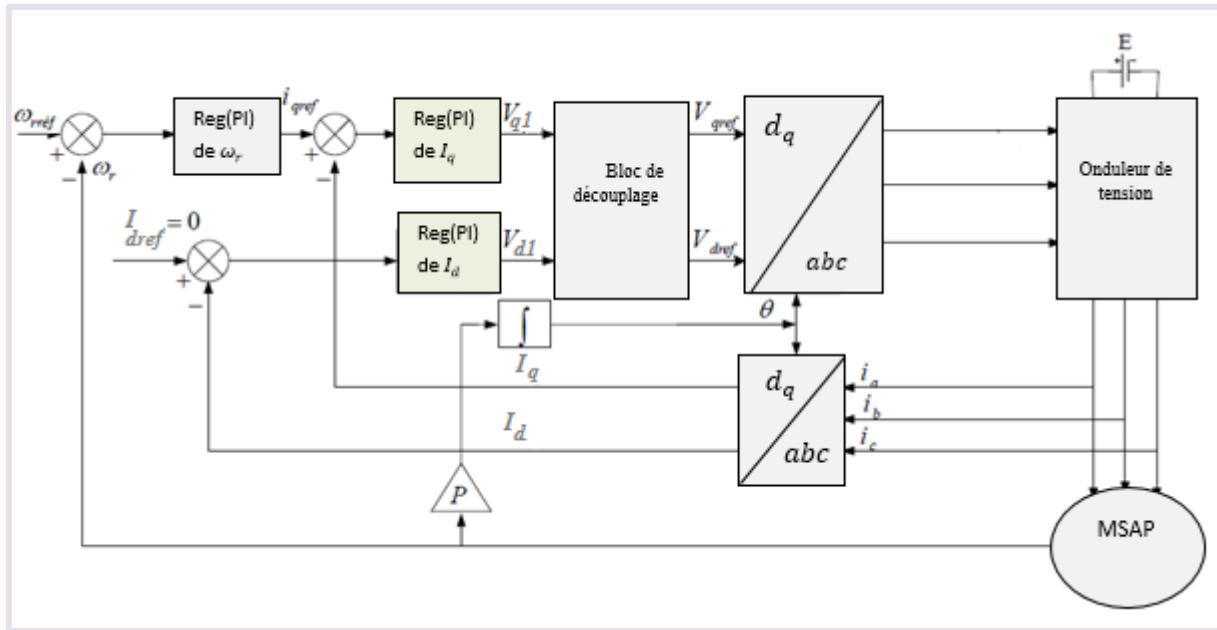 E
ω_rréf
+
−
ω_r
Reg(PI)
de ω_r
i_qref
+
−
Reg(PI)
de I_q
V_q1
Bloc de
découplage
V_qref
d_q
abc
Onduleur de
tension
I_dref = 0
+
−
Reg(PI)
de I_d
V_d1
V_dref
∫
θ
I_q
d_q
abc
i_a
i_b
i_c
I_d
P
MSAP